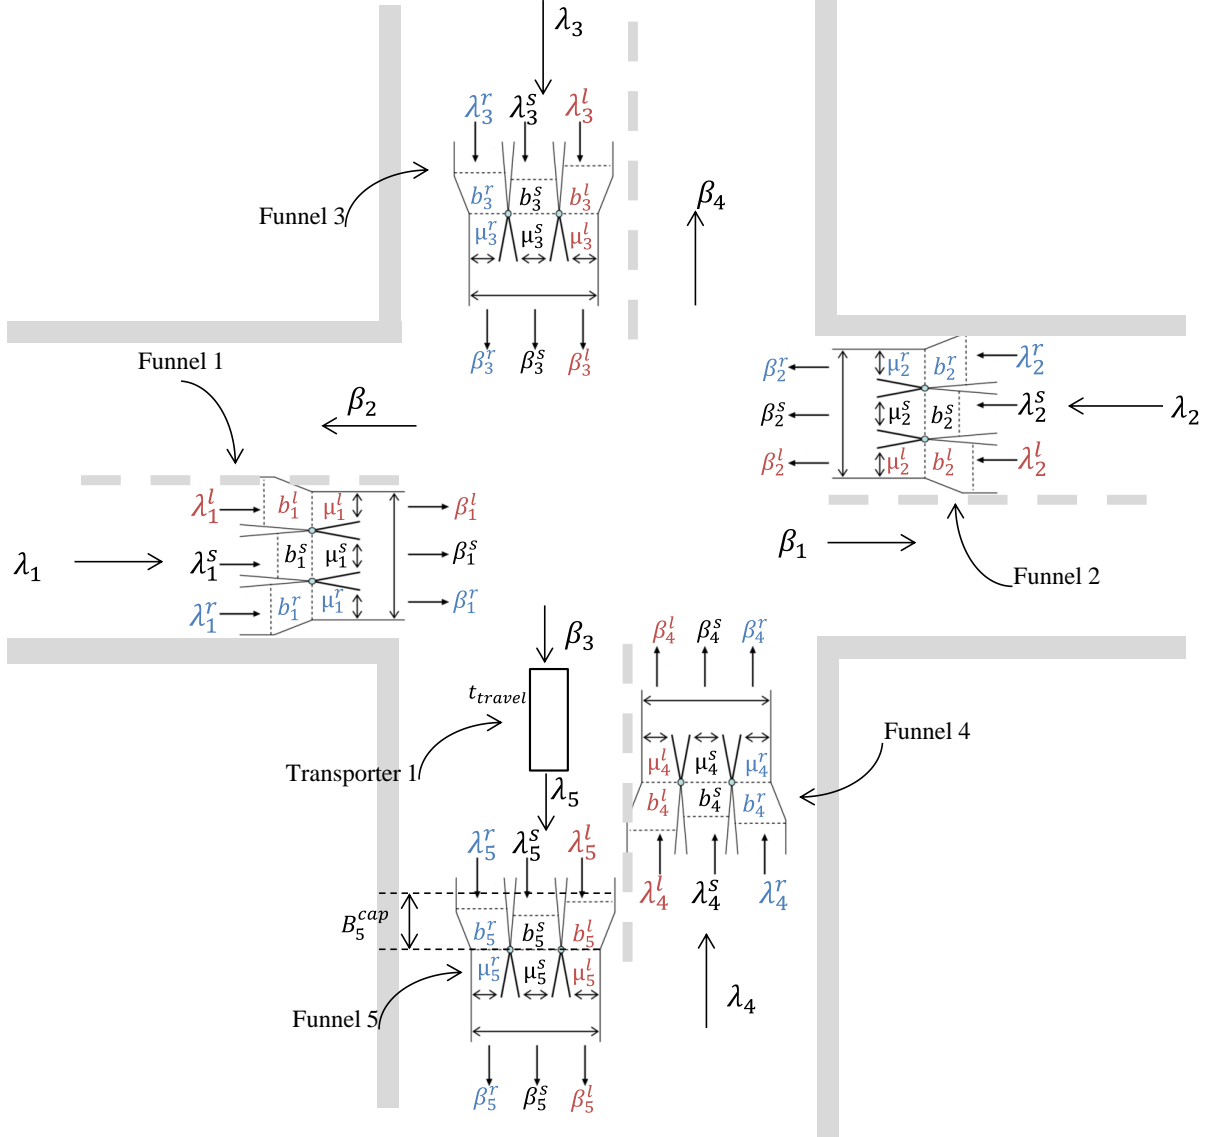 λ₃
λ₃ʳ λ₃ˢ λ₃ˡ
b₃ʳ b₃ˢ b₃ˡ
β₄
Funnel 3
μ₃ʳ μ₃ˢ μ₃ˡ
β₃ʳ β₃ˢ β₃ˡ
Funnel 1
β₂
β₂ʳ μ₂ʳ b₂ʳ λ₂ʳ
β₂ˢ μ₂ˢ b₂ˢ λ₂ˢ λ₂
β₂ˡ μ₂ˡ b₂ˡ λ₂ˡ
λ₁ˡ b₁ˡ μ₁ˡ β₁ˡ
λ₁ λ₁ˢ b₁ˢ μ₁ˢ β₁ˢ
λ₁ʳ b₁ʳ μ₁ʳ β₁ʳ
β₁
Funnel 2
β₃
β₄ˡ β₄ˢ β₄ʳ
t_travel
Transporter 1
Funnel 4
μ₄ˡ μ₄ˢ μ₄ʳ
b₄ˡ b₄ˢ b₄ʳ
λ₅
λ₅ʳ λ₅ˢ λ₅ˡ
λ₄ˡ λ₄ˢ λ₄ʳ
B₅ᶜᵃᵖ
b₅ʳ b₅ˢ b₅ˡ
μ₅ʳ μ₅ˢ μ₅ˡ
Funnel 5
λ₄
β₅ʳ β₅ˢ β₅ˡ